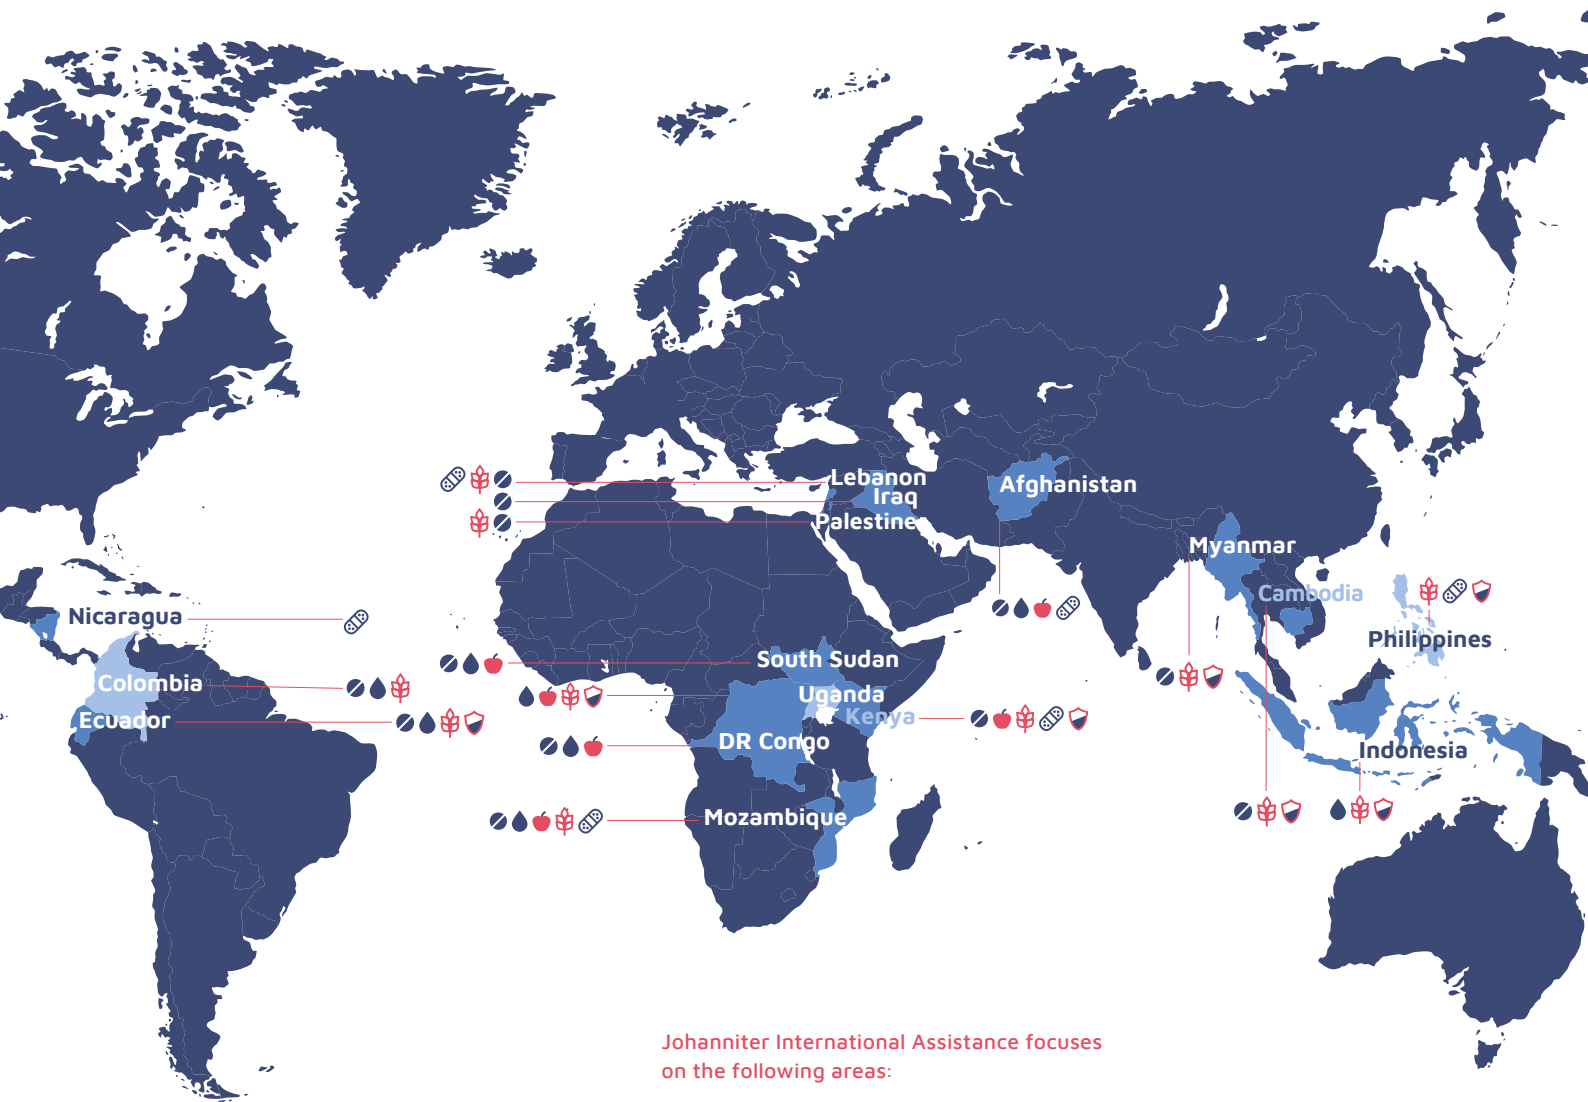 Lebanon
Iraq
Palestine
Afghanistan
Myanmar
Cambodia
Philippines
Nicaragua
Colombia
Ecuador
South Sudan
Uganda
Kenya
DR Congo
Mozambique
Indonesia
Johanniter International Assistance focuses
on the following areas: